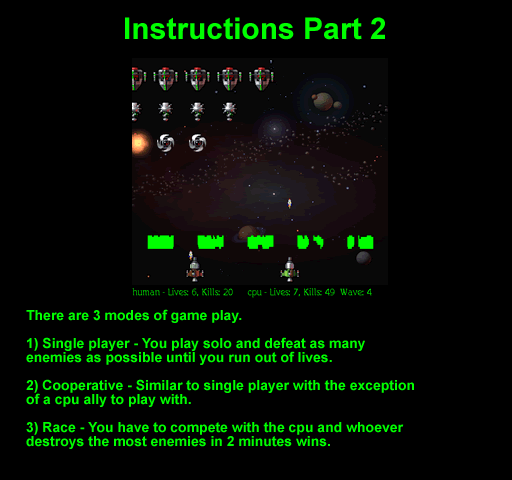 Instructions Part 2
human - Lives: 6, Kills: 20 cpu - Lives: 7, Kills: 49 Wave: 4
There are 3 modes of game play.
1) Single player - You play solo and defeat as many
enemies as possible until you run out of lives.
2) Cooperative - Similar to single player with the exception
of a cpu ally to play with.
3) Race - You have to compete with the cpu and whoever
destroys the most enemies in 2 minutes wins.